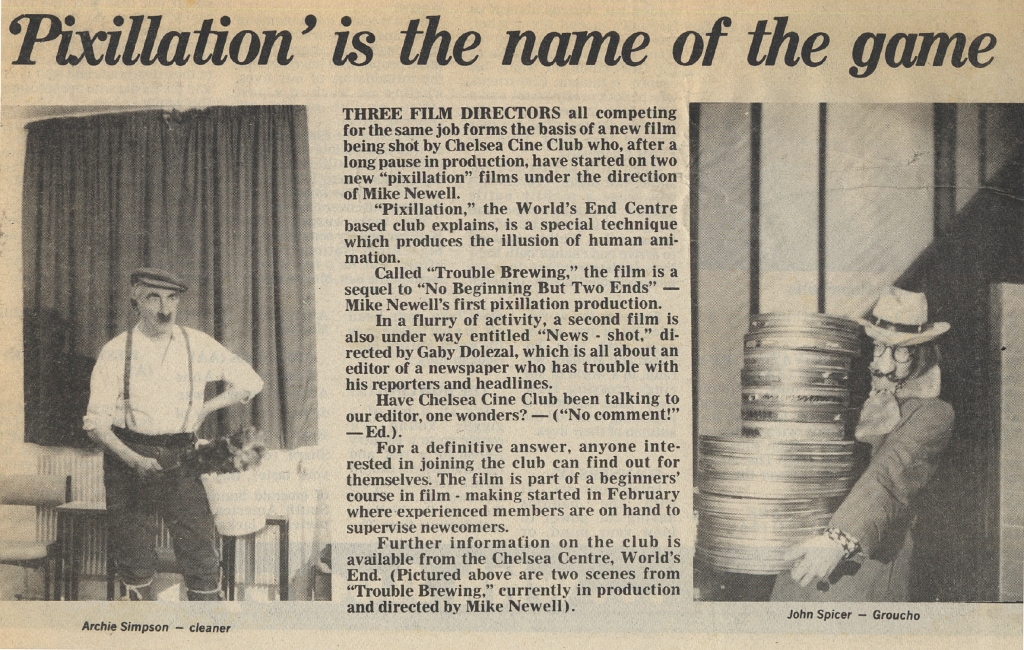 'Pixillation' is the name of the game
THREE FILM DIRECTORS all competing
for the same job forms the basis of a new film
being shot by Chelsea Cine Club who, after a
long pause in production, have started on two
new "pixillation" films under the direction
of Mike Newell.
"Pixillation," the World's End Centre
based club explains, is a special technique
which produces the illusion of human ani-
mation.
Called "Trouble Brewing," the film is a
sequel to "No Beginning But Two Ends" —
Mike Newell's first pixillation production.
In a flurry of activity, a second film is
also under way entitled "News - shot," di-
rected by Gaby Dolezal, which is all about an
editor of a newspaper who has trouble with
his reporters and headlines.
Have Chelsea Cine Club been talking to
our editor, one wonders? — ("No comment!"
—Ed.).
For a definitive answer, anyone inte-
rested in joining the club can find out for
themselves. The film is part of a beginners'
course in film - making started in February
where experienced members are on hand to
supervise newcomers.
Further information on the club is
available from the Chelsea Centre, World's
End. (Pictured above are two scenes from
"Trouble Brewing," currently in production
and directed by Mike Newell).
Archie Simpson — cleaner
John Spicer — Groucho